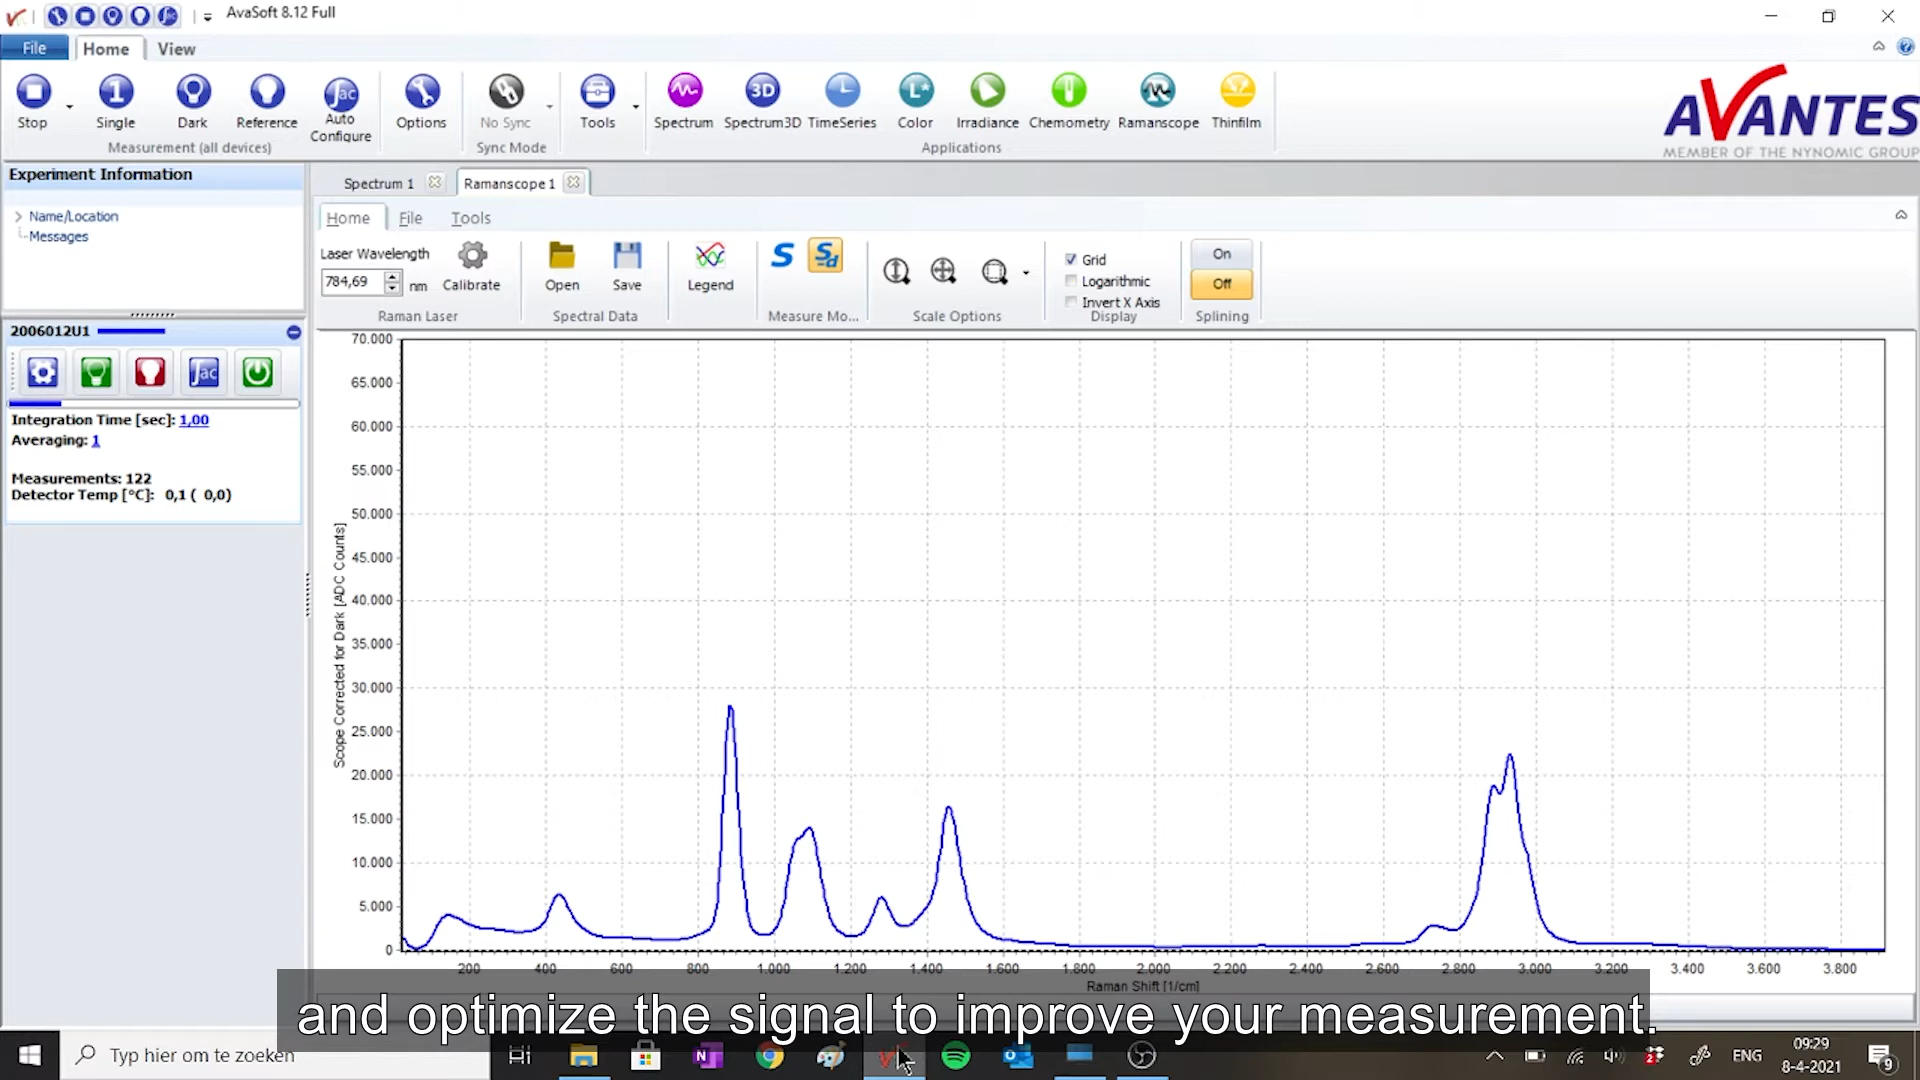 AvaSoft 8.12 Full
File Home View
Stop Single Dark Reference Auto Configure Options No Sync Tools Spectrum Spectrum3D TimeSeries Color Irradiance Chemometry Ramanscope Thinfilm
Measurement (all devices) Sync Mode Applications
AVANTES
MEMBER OF THE NYNOMIC GROUP
Experiment Information
Name/Location
Messages
2006012U1
Integration Time [sec]: 1,00
Averaging: 1
Measurements: 122
Detector Temp [°C]: 0,1 ( 0,0)
Spectrum 1 Ramanscope 1
Home File Tools
Laser Wavelength
784,69 nm Calibrate Open Save Legend S S-d
Grid
Logarithmic
Invert X Axis
On
Off
Raman Laser Spectral Data Measure Mo... Scale Options Display Splining
70.000
65.000
60.000
55.000
50.000
45.000
40.000
35.000
30.000
25.000
20.000
15.000
10.000
5.000
0
Scope Corrected for Dark [ADC Counts]
200 400 600 800 1.000 1.200 1.400 1.600 1.800 2.000 2.200 2.400 2.600 2.800 3.000 3.200 3.400 3.600 3.800
Raman Shift [1/cm]
and optimize the signal to improve your measurement.
Typ hier om te zoeken
ENG
09:29
8-4-2021
9